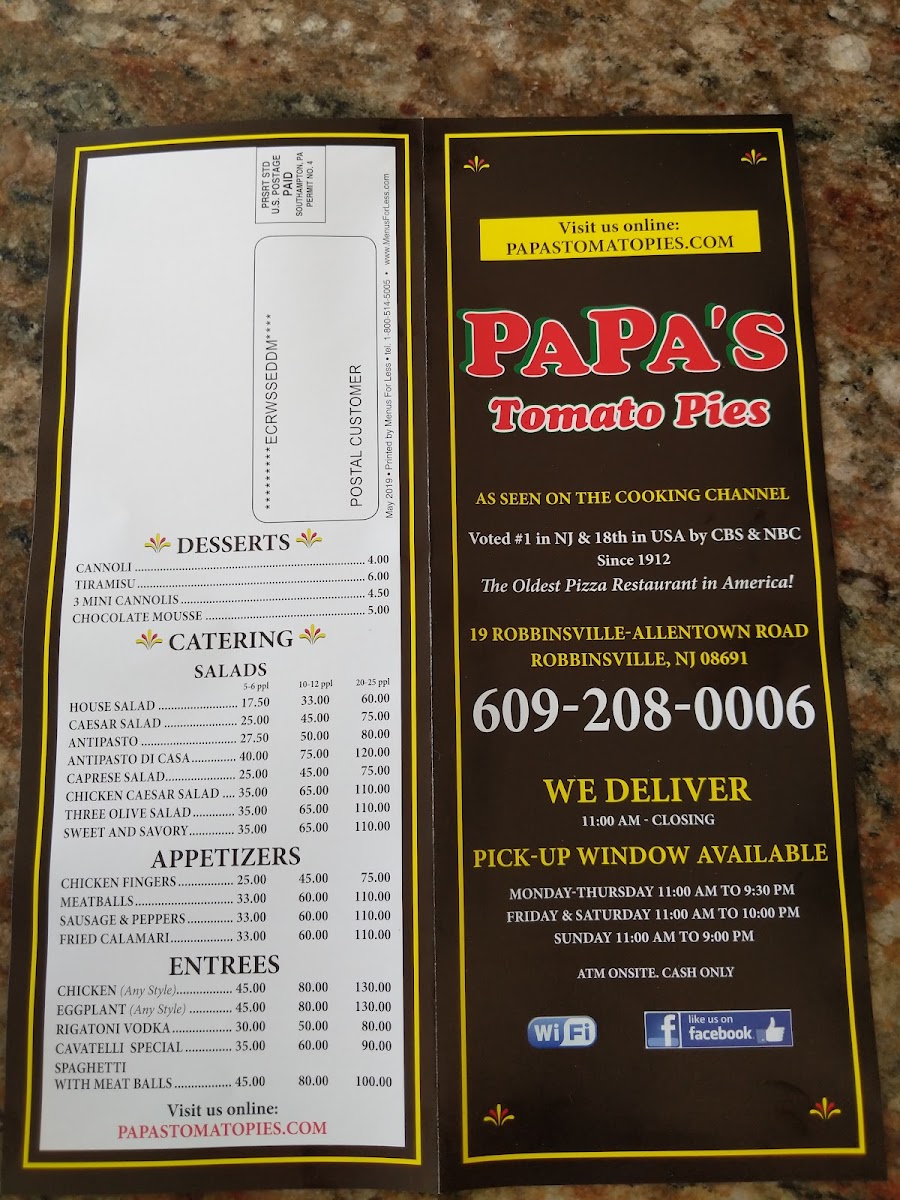 PRSRT STD
U.S. POSTAGE
PAID
SOUTHAMPTON, PA
PERMIT NO. 4
*********ECRWSSEDDM****
POSTAL CUSTOMER
May 2019 • Printed by Menus For Less • tel. 1-800-514-5005 • www.MenusForLess.com
DESSERTS
CANNOLI 4.00
TIRAMISU 6.00
3 MINI CANNOLIS 4.50
CHOCOLATE MOUSSE 5.00
CATERING
SALADS
5-6 ppl 10-12 ppl 20-25 ppl
HOUSE SALAD 17.50 33.00 60.00
CAESAR SALAD 25.00 45.00 75.00
ANTIPASTO 27.50 50.00 80.00
ANTIPASTO DI CASA 40.00 75.00 120.00
CAPRESE SALAD 25.00 45.00 75.00
CHICKEN CAESAR SALAD 35.00 65.00 110.00
THREE OLIVE SALAD 35.00 65.00 110.00
SWEET AND SAVORY 35.00 65.00 110.00
APPETIZERS
CHICKEN FINGERS 25.00 45.00 75.00
MEATBALLS 33.00 60.00 110.00
SAUSAGE & PEPPERS 33.00 60.00 110.00
FRIED CALAMARI 33.00 60.00 110.00
ENTREES
CHICKEN (Any Style) 45.00 80.00 130.00
EGGPLANT (Any Style) 45.00 80.00 130.00
RIGATONI VODKA 30.00 50.00 80.00
CAVATELLI SPECIAL 35.00 60.00 90.00
SPAGHETTI
WITH MEAT BALLS 45.00 80.00 100.00
Visit us online:
PAPASTOMATOPIES.COM
Visit us online:
PAPASTOMATOPIES.COM
PAPA'S
Tomato Pies
AS SEEN ON THE COOKING CHANNEL
Voted #1 in NJ & 18th in USA by CBS & NBC
Since 1912
The Oldest Pizza Restaurant in America!
19 ROBBINSVILLE-ALLENTOWN ROAD
ROBBINSVILLE, NJ 08691
609-208-0006
WE DELIVER
11:00 AM - CLOSING
PICK-UP WINDOW AVAILABLE
MONDAY-THURSDAY 11:00 AM TO 9:30 PM
FRIDAY & SATURDAY 11:00 AM TO 10:00 PM
SUNDAY 11:00 AM TO 9:00 PM
ATM ONSITE. CASH ONLY
Wi Fi
f like us on
facebook